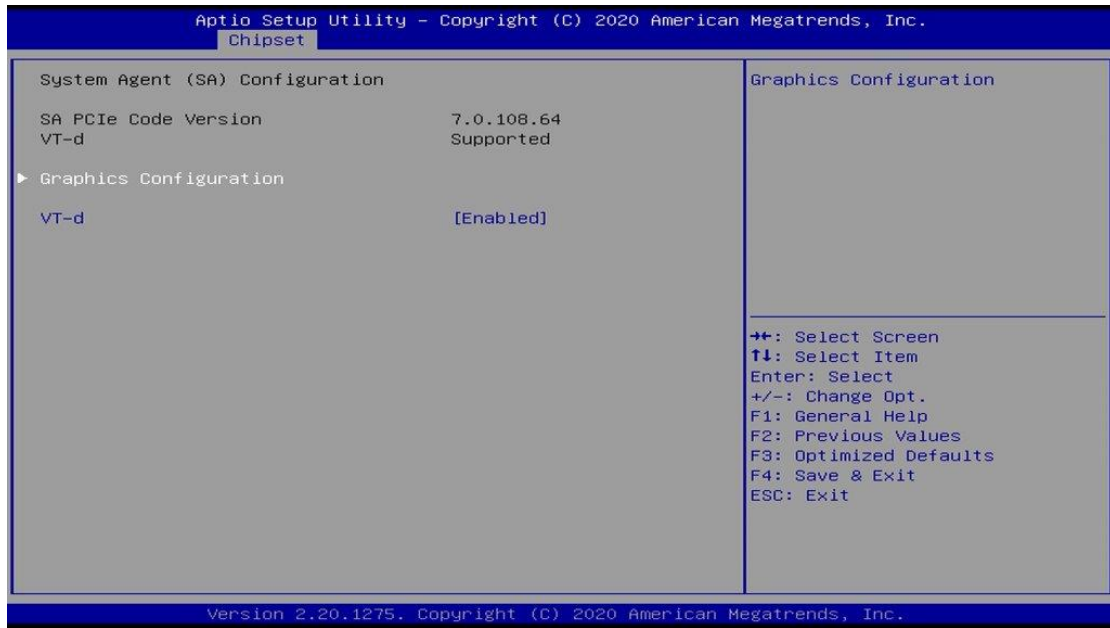 Aptio Setup Utility – Copyright (C) 2020 American Megatrends, Inc.
Chipset
System Agent (SA) Configuration
SA PCIe Code Version 7.0.108.64
VT-d Supported
▶ Graphics Configuration
VT-d [Enabled]
Graphics Configuration
→←: Select Screen
↑↓: Select Item
Enter: Select
+/-: Change Opt.
F1: General Help
F2: Previous Values
F3: Optimized Defaults
F4: Save & Exit
ESC: Exit
Version 2.20.1275. Copyright (C) 2020 American Megatrends, Inc.